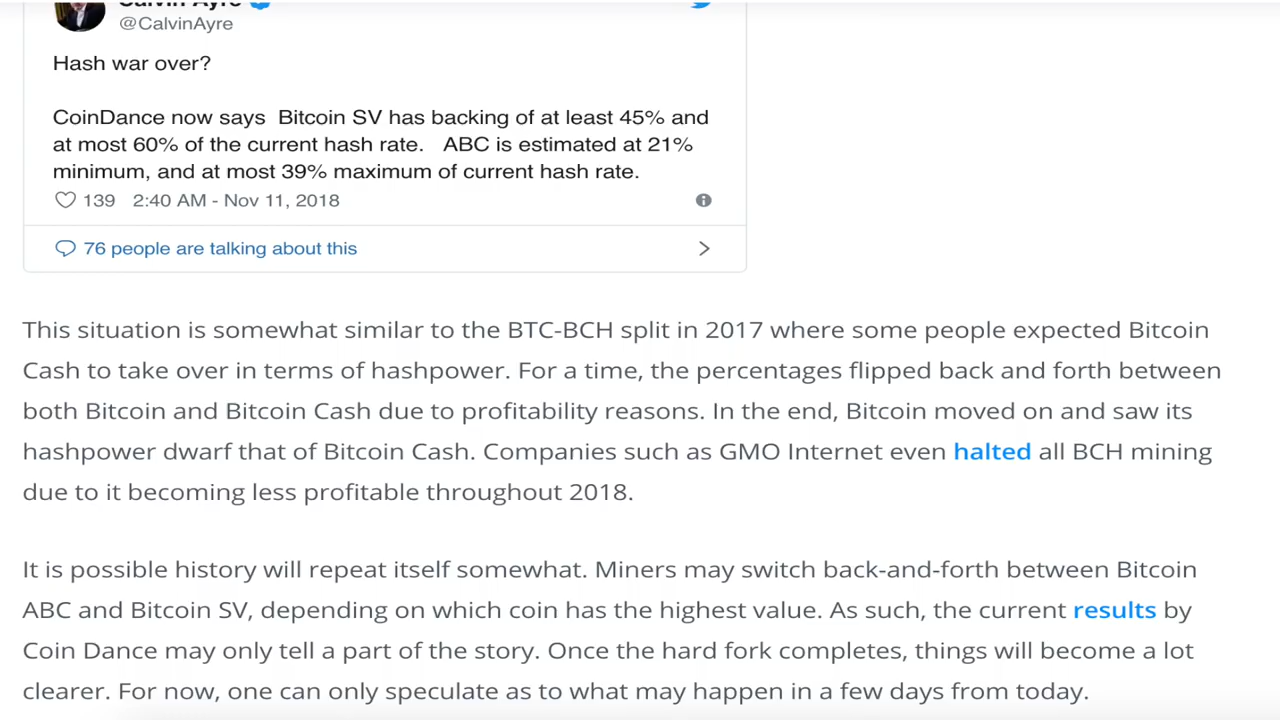 Calvin Ayre
@CalvinAyre
Hash war over?
CoinDance now says  Bitcoin SV has backing of at least 45% and
at most 60% of the current hash rate.   ABC is estimated at 21%
minimum, and at most 39% maximum of current hash rate.
139   2:40 AM - Nov 11, 2018
76 people are talking about this
This situation is somewhat similar to the BTC-BCH split in 2017 where some people expected Bitcoin
Cash to take over in terms of hashpower. For a time, the percentages flipped back and forth between
both Bitcoin and Bitcoin Cash due to profitability reasons. In the end, Bitcoin moved on and saw its
hashpower dwarf that of Bitcoin Cash. Companies such as GMO Internet even halted all BCH mining
due to it becoming less profitable throughout 2018.
It is possible history will repeat itself somewhat. Miners may switch back-and-forth between Bitcoin
ABC and Bitcoin SV, depending on which coin has the highest value. As such, the current results by
Coin Dance may only tell a part of the story. Once the hard fork completes, things will become a lot
clearer. For now, one can only speculate as to what may happen in a few days from today.